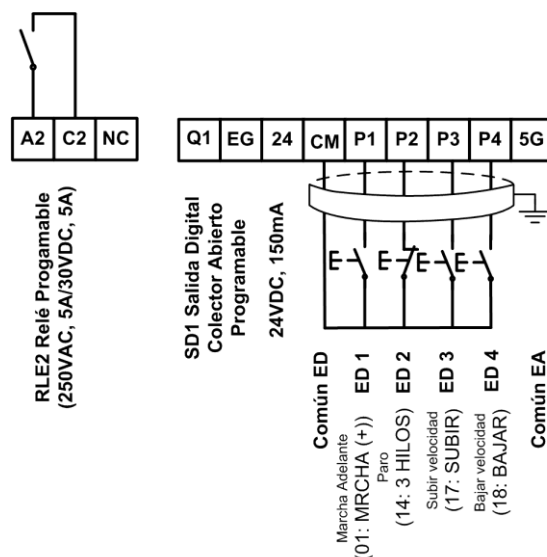 A2 C2 NC
Q1 EG 24 CM P1 P2 P3 P4 5G
RLE2 Relé Progamable
(250VAC, 5A/30VDC, 5A)
SD1 Salida Digital
Colector Abierto
Programable
24VDC, 150mA
Común ED
ED 1
Marcha Adelante
(01: MRCHA (+))
ED 2
Paro
(14: 3 HILOS)
ED 3
Subir velocidad
(17: SUBIR)
ED 4
Bajar velocidad
(18: BAJAR)
Común EA